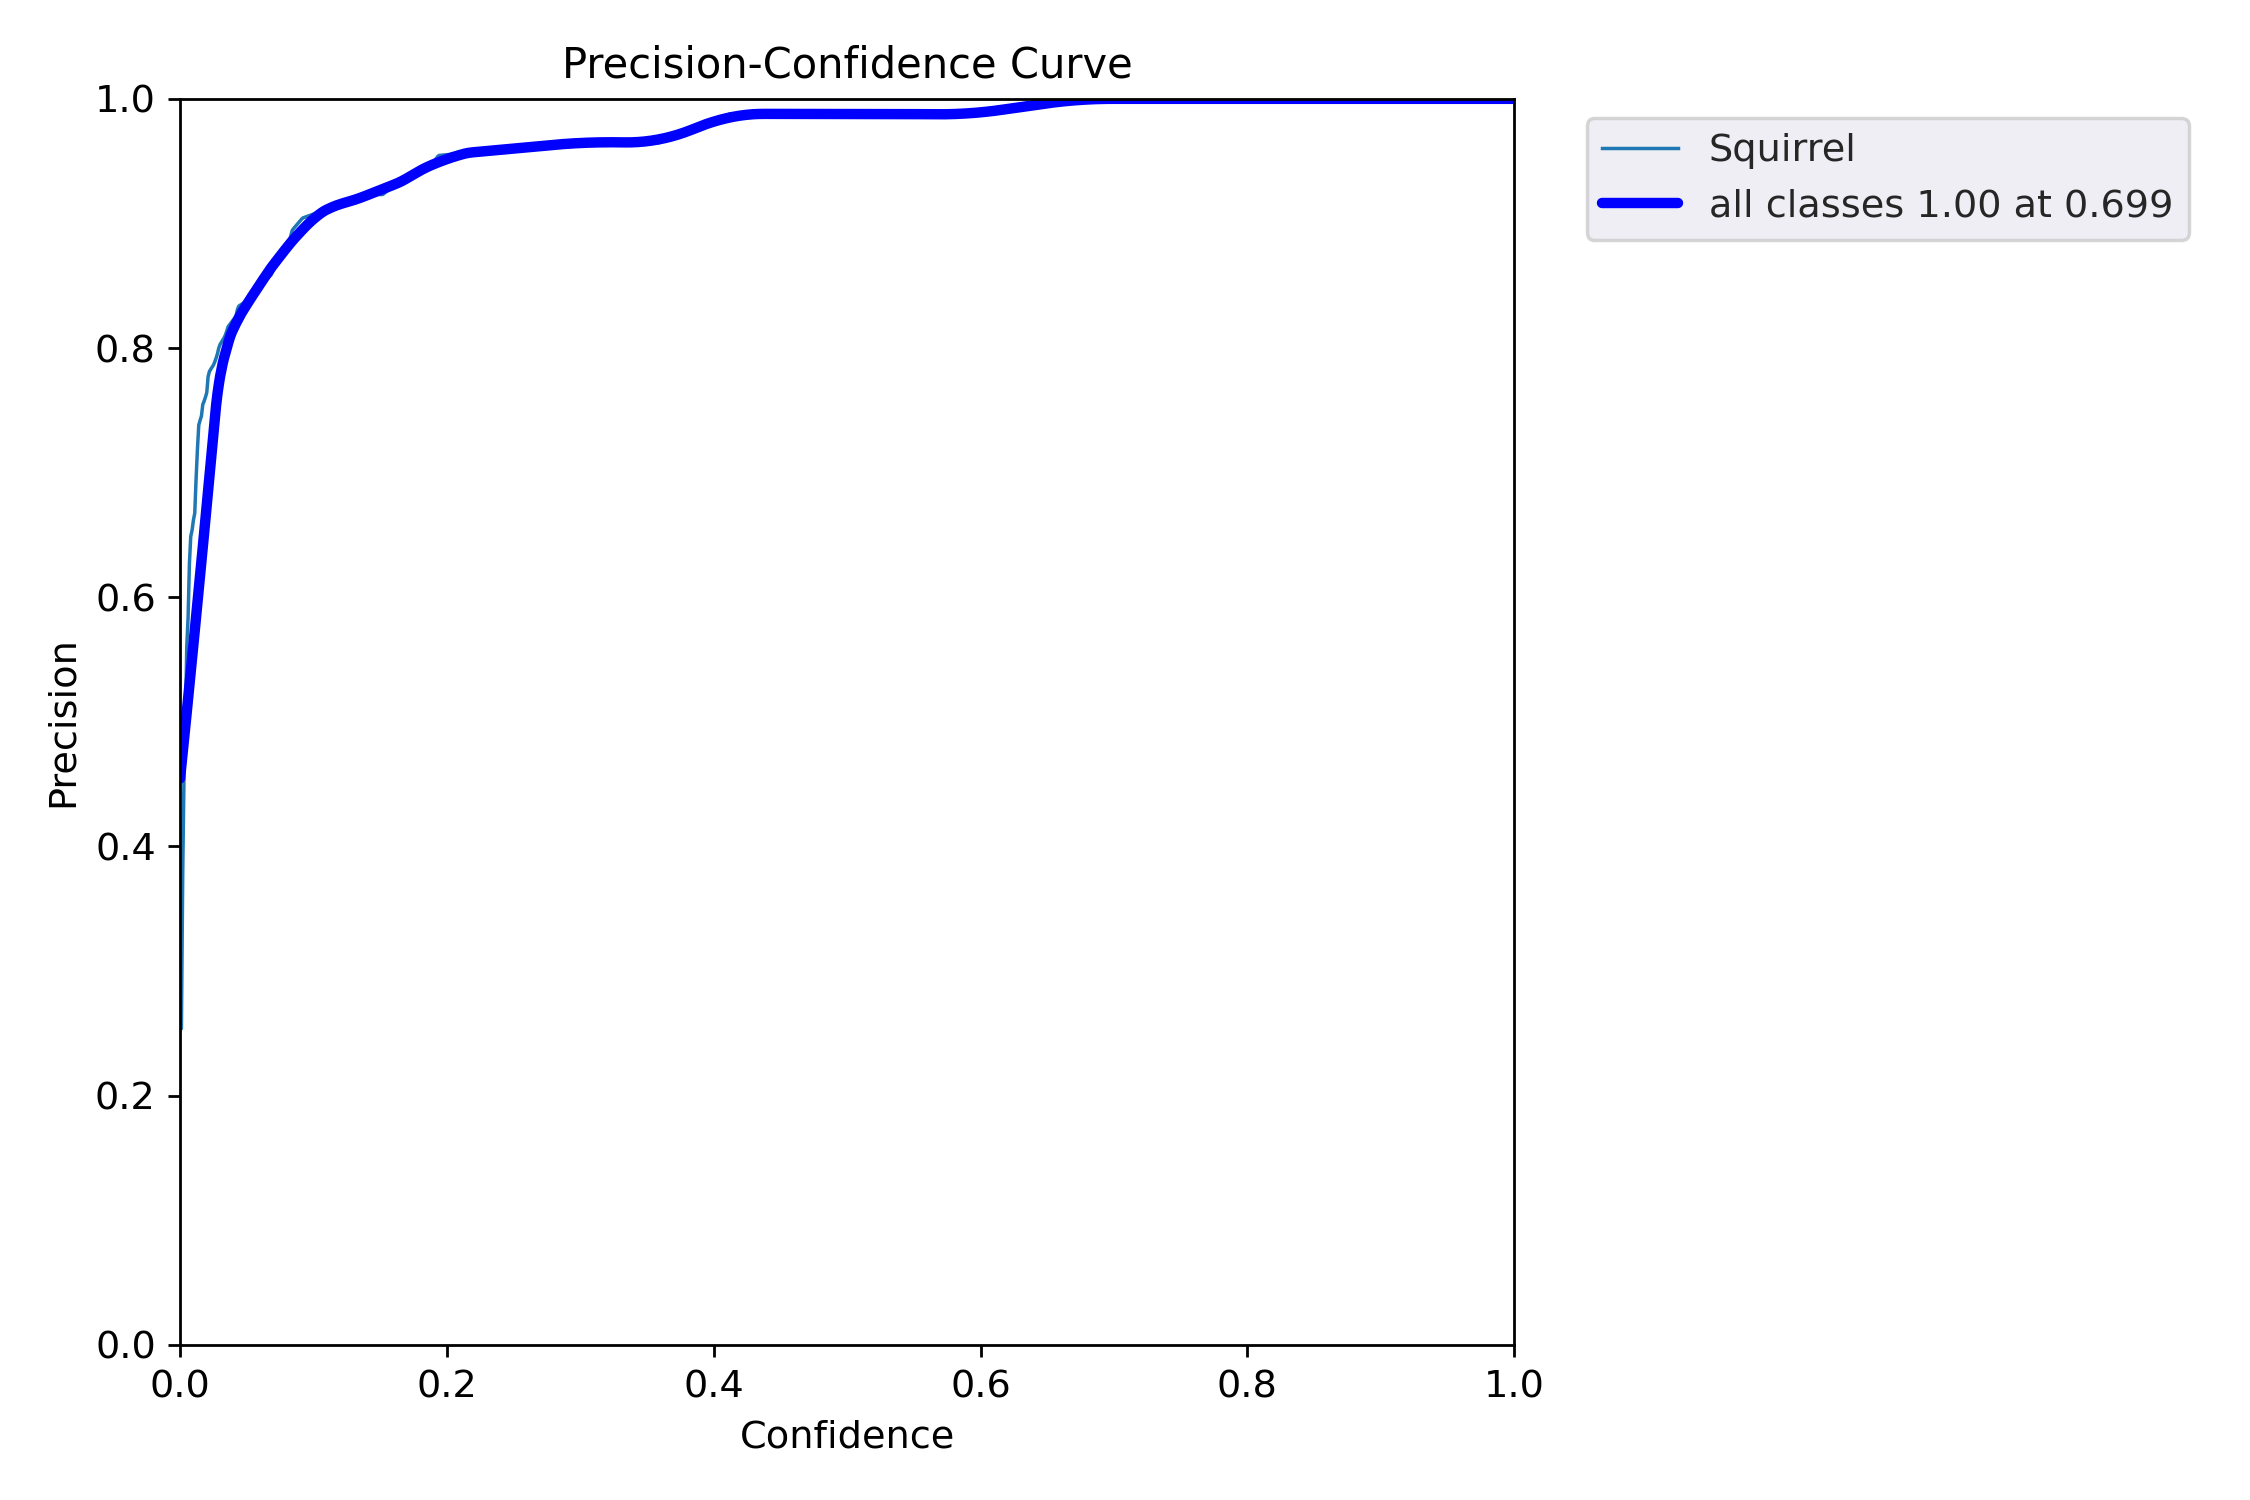 Precision-Confidence Curve
Squirrel
all classes 1.00 at 0.699
Precision
1.0
0.8
0.6
0.4
0.2
0.0
0.0 0.2 0.4 0.6 0.8 1.0
Confidence